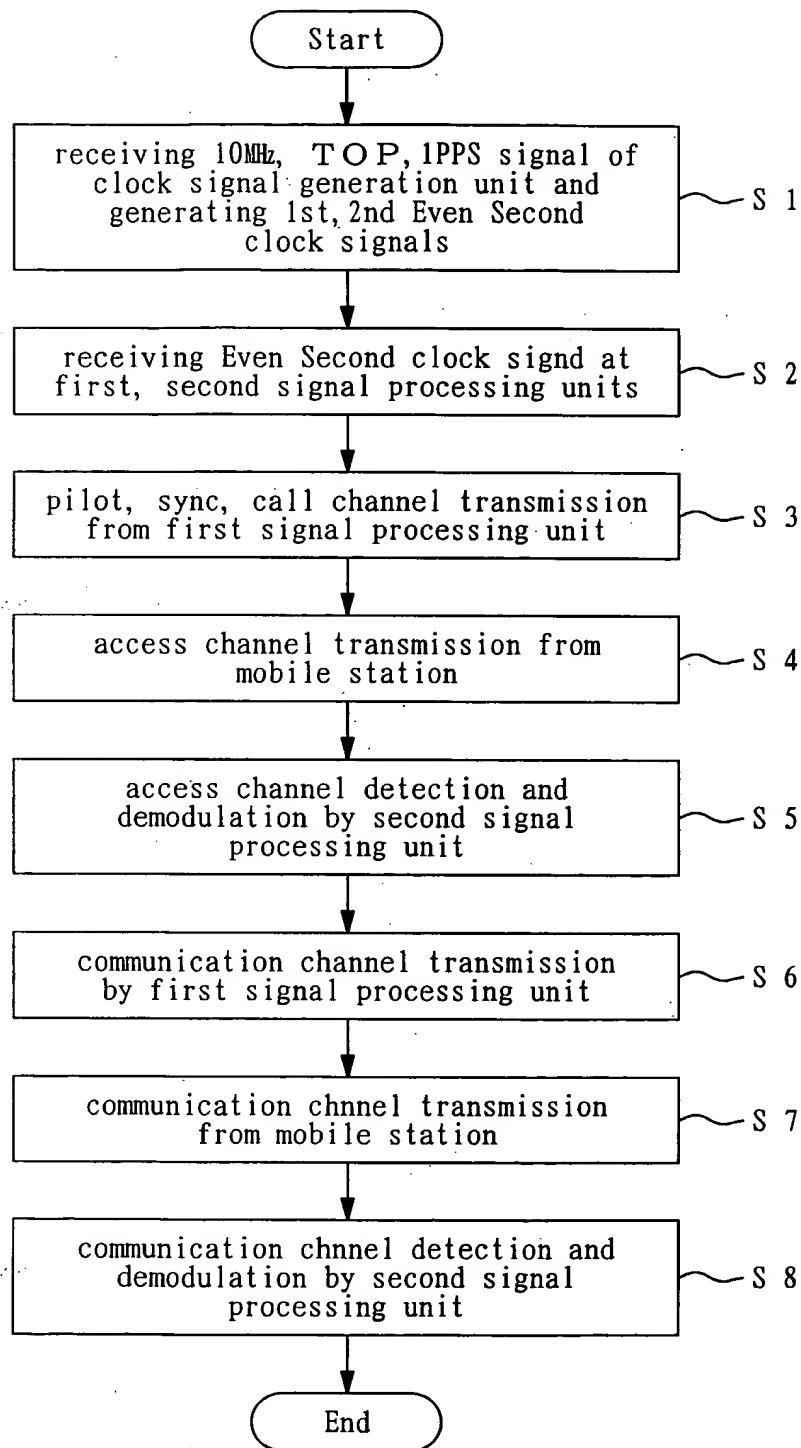 Start
receiving 10MHz, TOP, 1PPS signal of
clock signal generation unit and
generating 1st, 2nd Even Second
clock signals
S 1
receiving Even Second clock signd at
first, second signal processing units
S 2
pilot, sync, call channel transmission
from first signal processing unit
S 3
access channel transmission from
mobile station
S 4
access channel detection and
demodulation by second signal
processing unit
S 5
communication channel transmission
by first signal processing unit
S 6
communication chnnel transmission
from mobile station
S 7
communication chnnel detection and
demodulation by second signal
processing unit
S 8
End